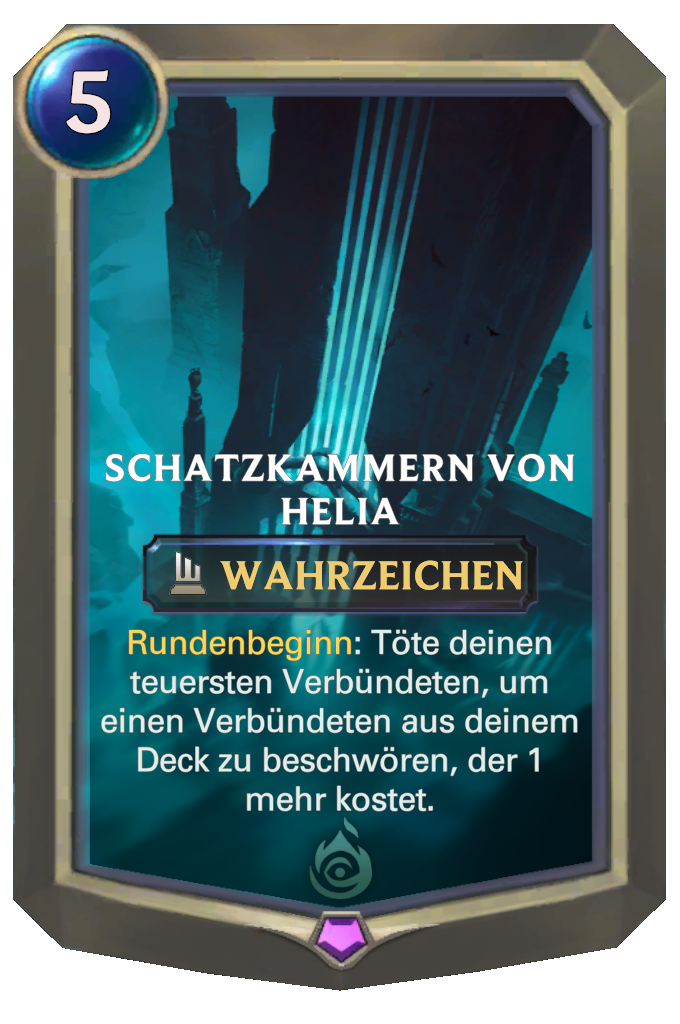 5
SCHATZKAMMERN VON
HELIA
WAHRZEICHEN
Rundenbeginn: Töte deinen
teuersten Verbündeten, um
einen Verbündeten aus deinem
Deck zu beschwören, der 1
mehr kostet.